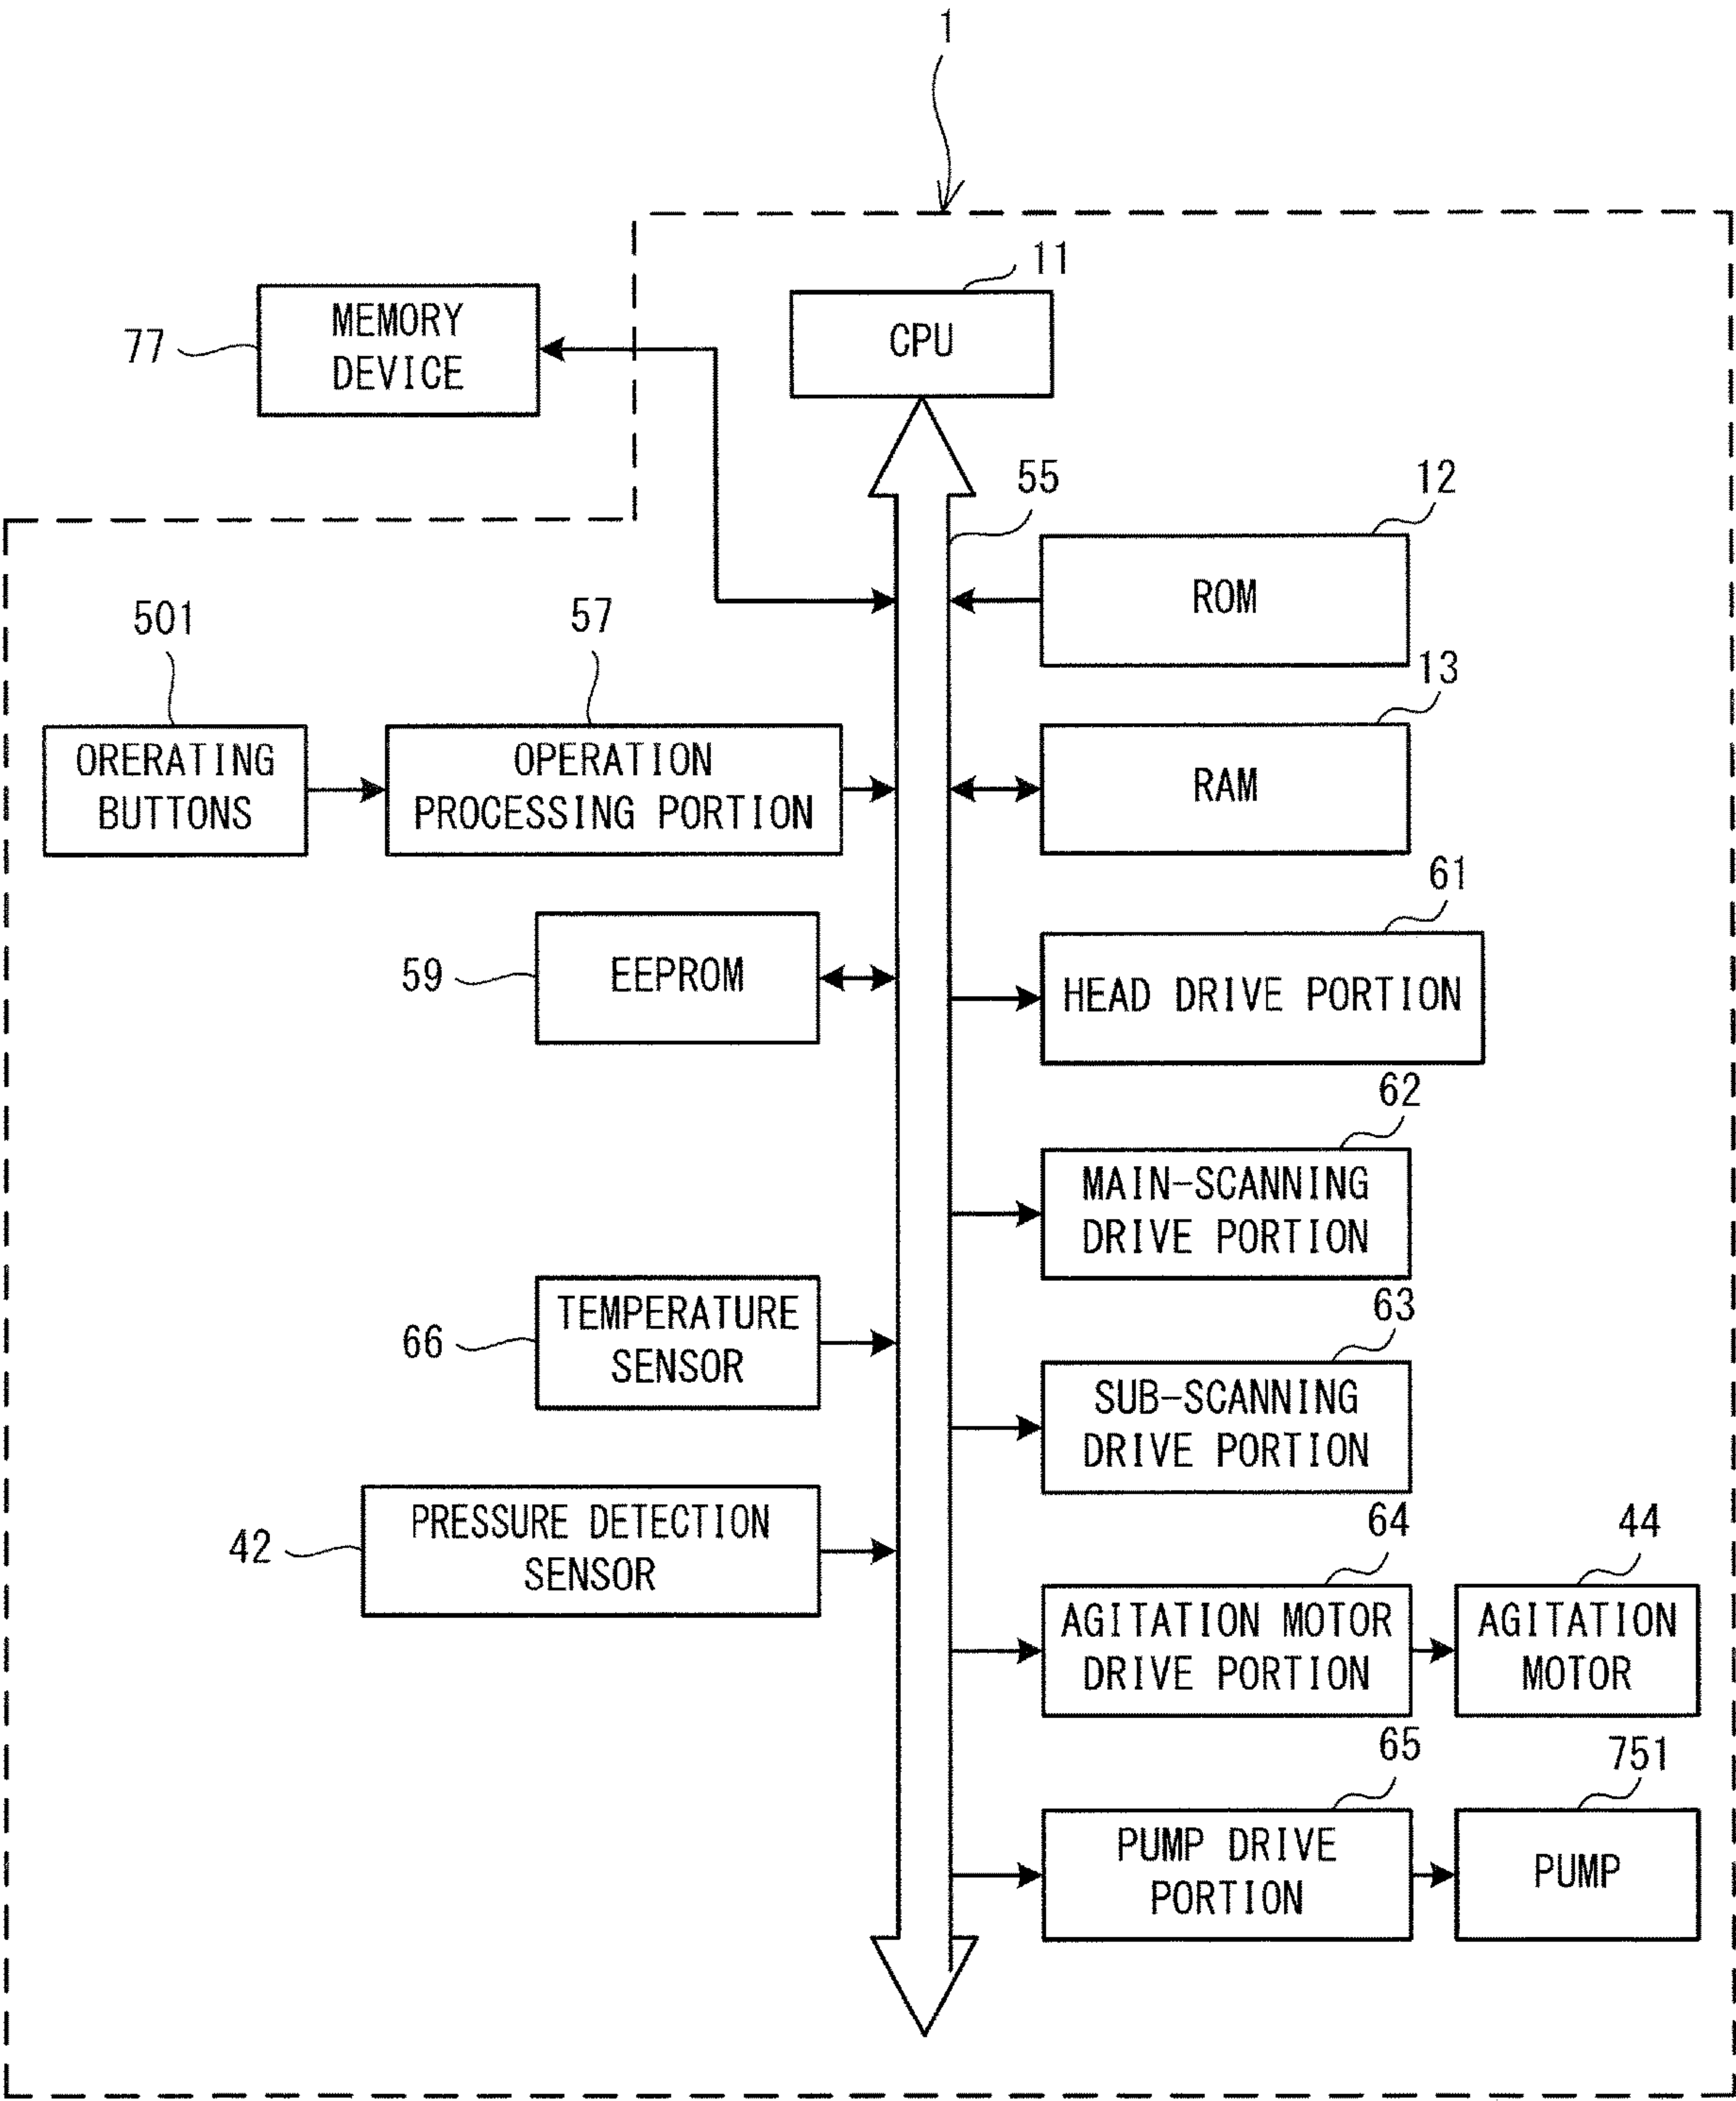 1
11
MEMORY
DEVICE
77
CPU
55
12
ROM
501
57
13
ORERATING
BUTTONS
OPERATION
PROCESSING PORTION
RAM
61
59
EEPROM
HEAD DRIVE PORTION
62
MAIN-SCANNING
DRIVE PORTION
66
TEMPERATURE
SENSOR
63
SUB-SCANNING
DRIVE PORTION
42
PRESSURE DETECTION
SENSOR
64
44
AGITATION MOTOR
DRIVE PORTION
AGITATION
MOTOR
65
751
PUMP DRIVE
PORTION
PUMP